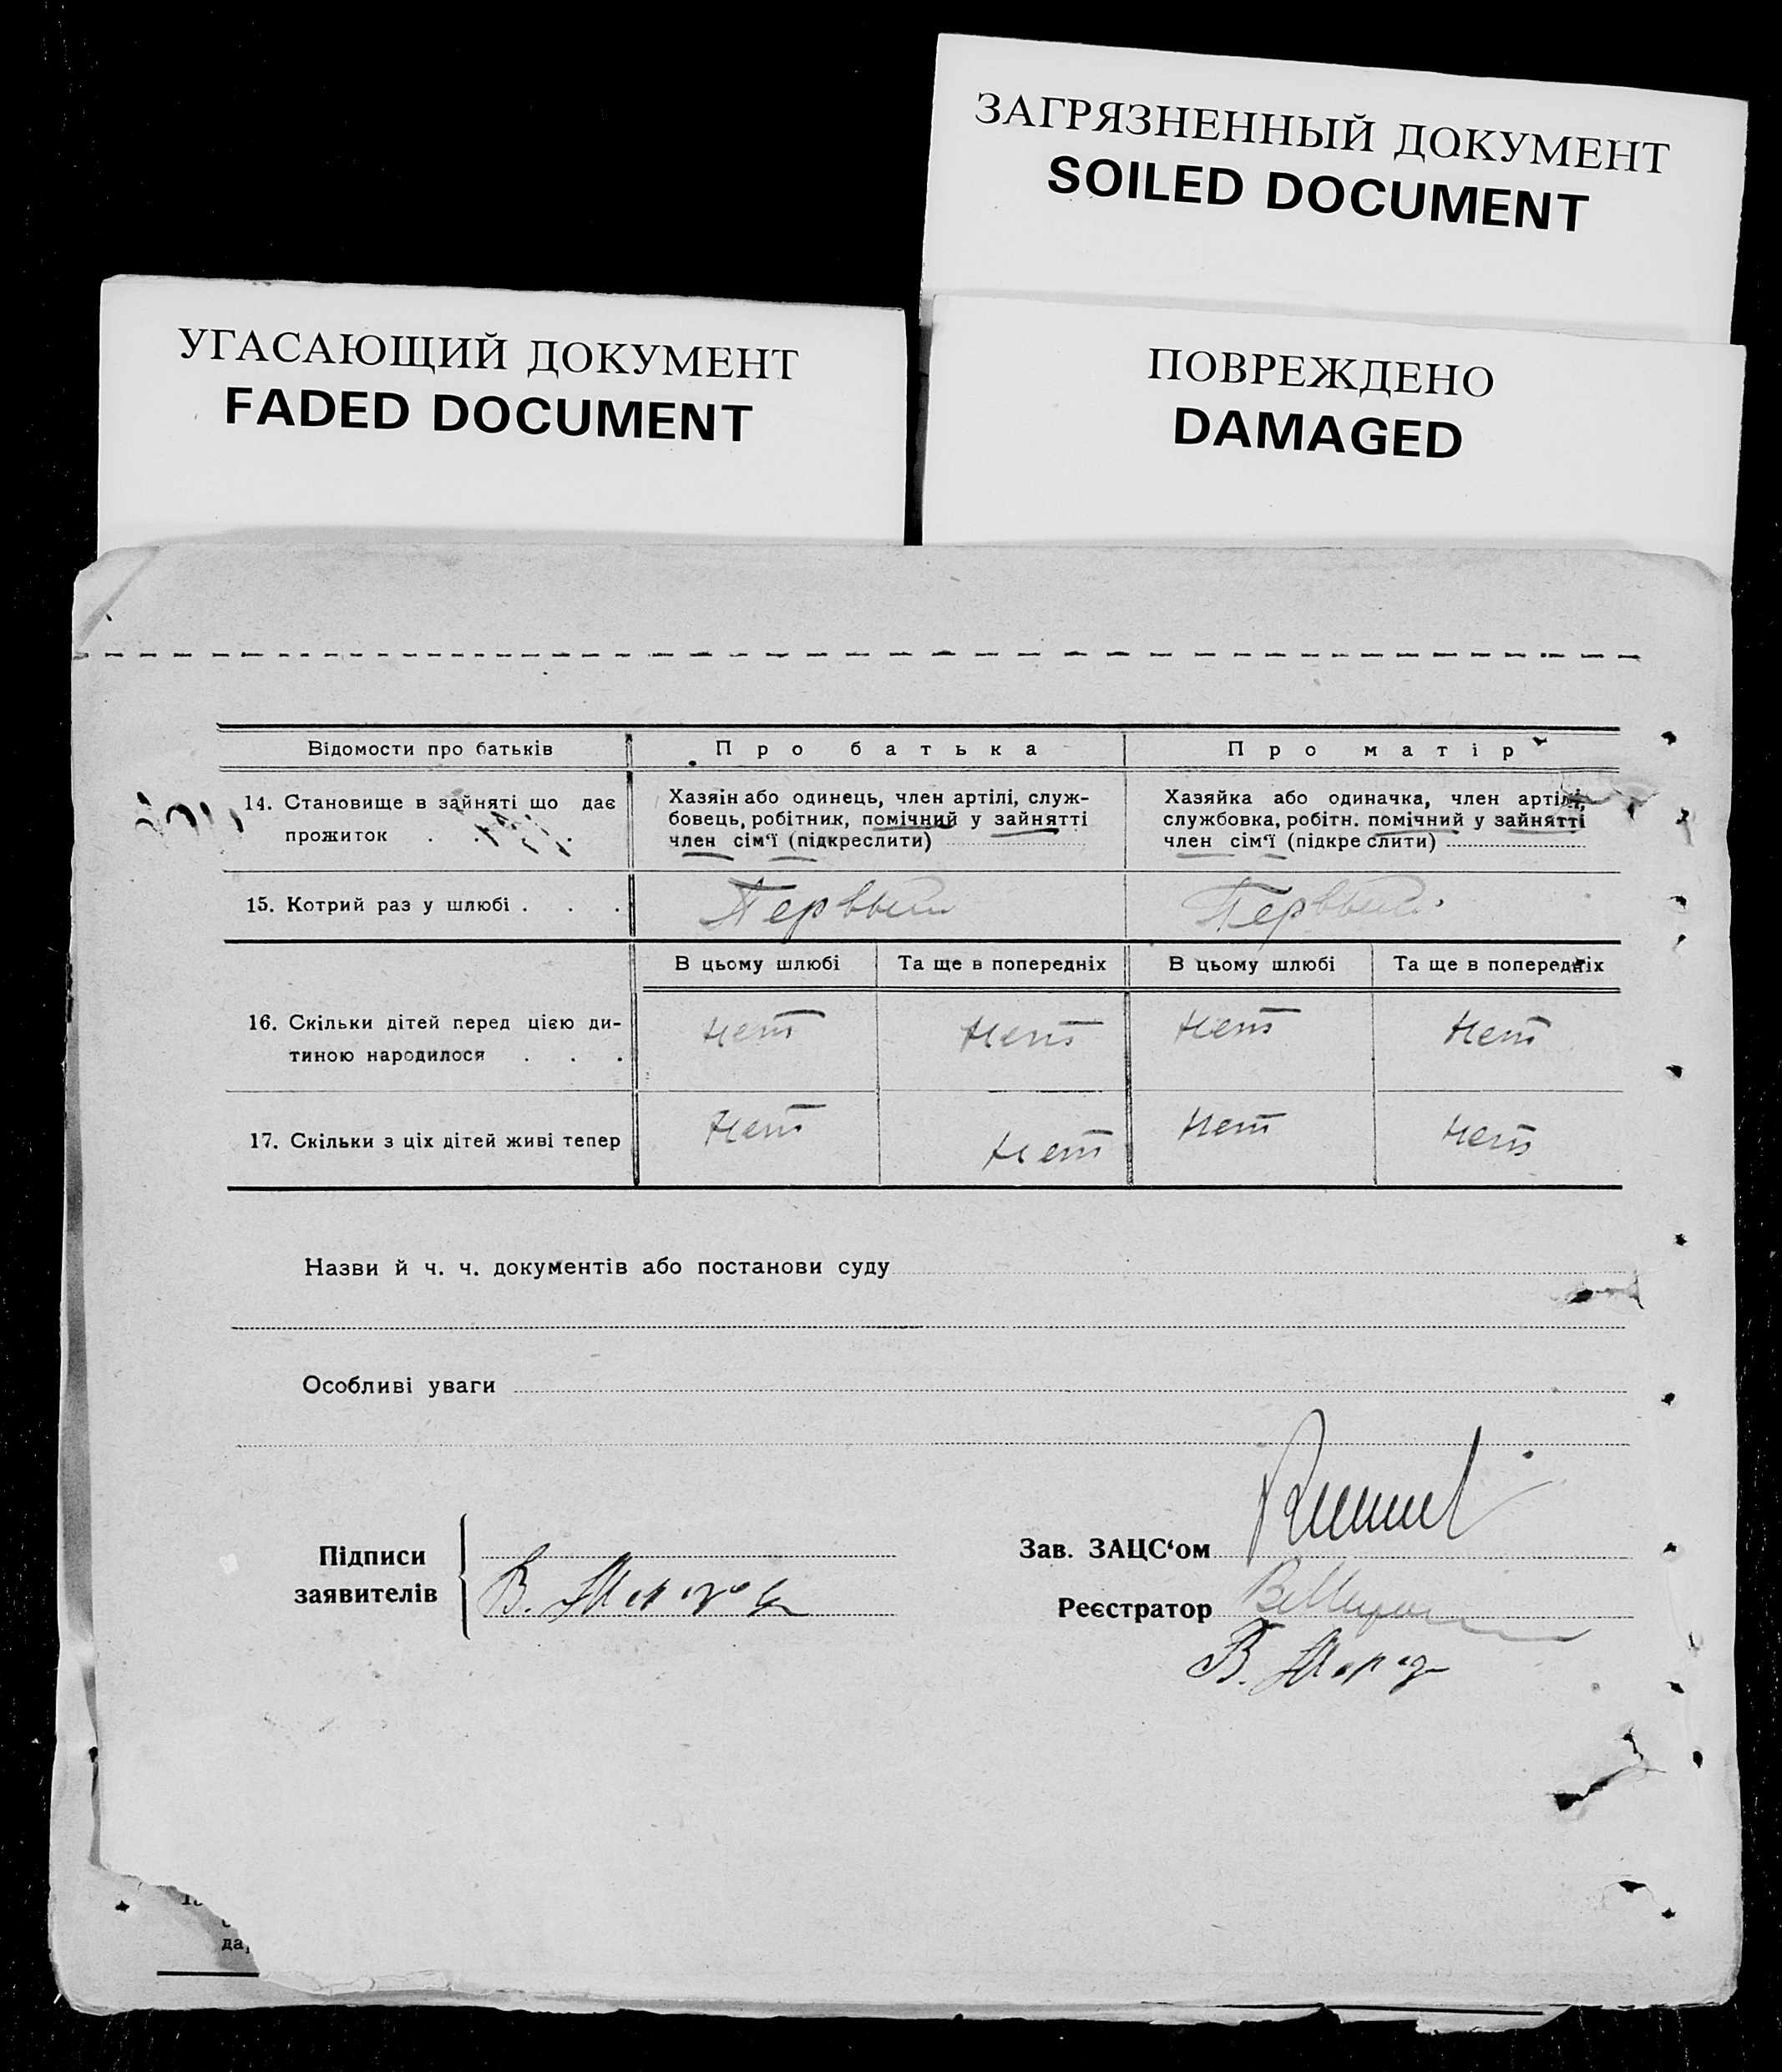 ЗАГРЯЗНЕННЫЙ ДОКУМЕНТ
SOILED DOCUMENT
УГАСАЮЩИЙ ДОКУМЕНТ
FADED DOCUMENT
ПОВРЕЖДЕНО
DAMAGED
Відомости про батьків
Про батька
Про матір
14. Становище в зайняті що дає
прожиток . . . .
Хазяїн або одинець, член артілі, служ-
бовець, робітник, помічний у зайнятті
член сім‘ї (підкреслити)
Хазяйка або одиначка, член артілі,
службовка, робітн. помічний у зайнятті
член сім‘ї (підкреслити)
15. Котрий раз у шлюбі . . .
Первый
Первый
В цьому шлюбі
Та ще в попередніх
В цьому шлюбі
Та ще в попередніх
16. Скільки дітей перед цією ди-
тиною народилося . . .
нет
нет
нет
нет
17. Скільки з ціх дітей живі тепер
нет
нет
нет
нет
Назви й ч. ч. документів або постанови суду
Особливі уваги
Підписи
заявителів
В.
Зав. ЗАЦС‘ом
Реєстратор
В.